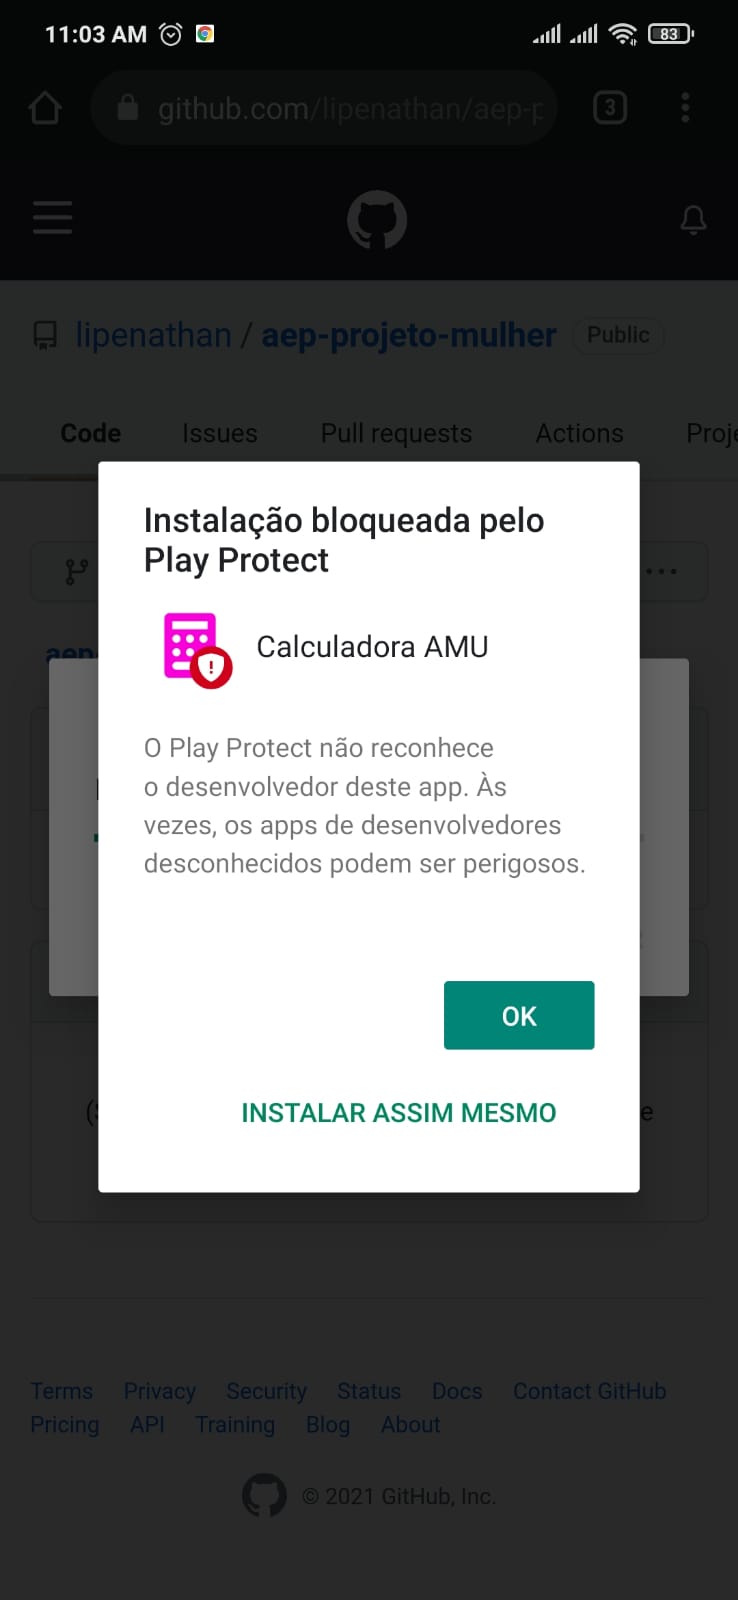 11:03 AM
83
github.com/lipenathan/aep-p
3
lipenathan / aep-projeto-mulher Public
Code Issues Pull requests Actions Proje
Instalação bloqueada pelo
Play Protect
Calculadora AMU
O Play Protect não reconhece
o desenvolvedor deste app. Às
vezes, os apps de desenvolvedores
desconhecidos podem ser perigosos.
OK
INSTALAR ASSIM MESMO
Terms Privacy Security Status Docs Contact GitHub
Pricing API Training Blog About
© 2021 GitHub, Inc.